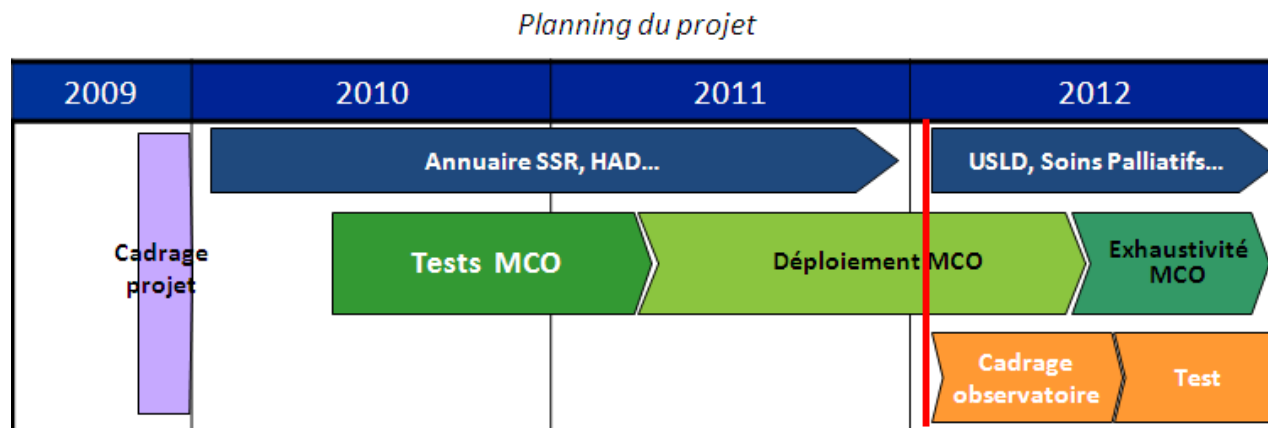 Planning du projet
2009 2010 2011 2012
Annuaire SSR, HAD...
USLD, Soins Palliatifs...
Cadrage
projet
Tests MCO
Déploiement MCO
Exhaustivité
MCO
Cadrage
observatoire
Test